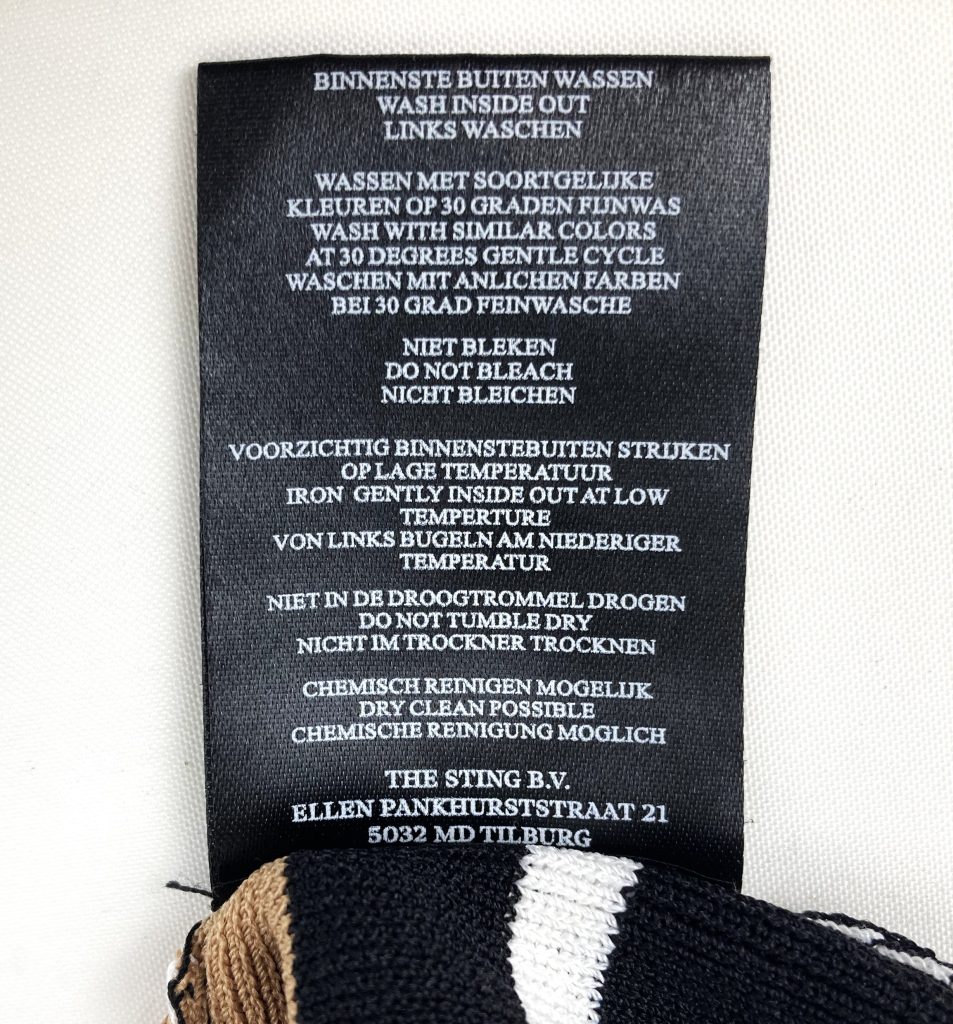 BINNENSTE BUITEN WASSEN
WASH INSIDE OUT
LINKS WASCHEN
WASSEN MET SOORTGELIJKE
KLEUREN OP 30 GRADEN FIJNWAS
WASH WITH SIMILAR COLORS
AT 30 DEGREES GENTLE CYCLE
WASCHEN MIT ANLICHEN FARBEN
BEI 30 GRAD FEINWASCHE
NIET BLEKEN
DO NOT BLEACH
NICHT BLEICHEN
VOORZICHTIG BINNENSTEBUITEN STRIJKEN
OP LAGE TEMPERATUUR
IRON GENTLY INSIDE OUT AT LOW
TEMPERTURE
VON LINKS BUGELN AM NIEDERIGER
TEMPERATUR
NIET IN DE DROOGTROMMEL DROGEN
DO NOT TUMBLE DRY
NICHT IM TROCKNER TROCKNEN
CHEMISCH REINIGEN MOGELIJK
DRY CLEAN POSSIBLE
CHEMISCHE REINIGUNG MOGLICH
THE STING B.V.
ELLEN PANKHURSTSTRAAT 21
5032 MD TILBURG